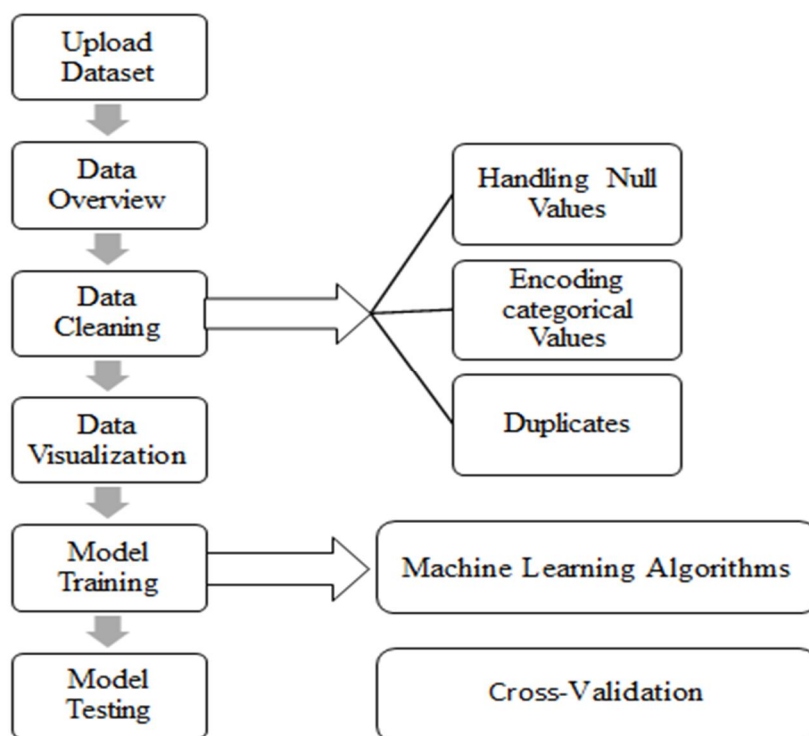 Upload
Dataset
Data
Overview
Data
Cleaning
Data
Visualization
Model
Training
Model
Testing
Handling Null
Values
Encoding
categorical
Values
Duplicates
Machine Learning Algorithms
Cross-Validation